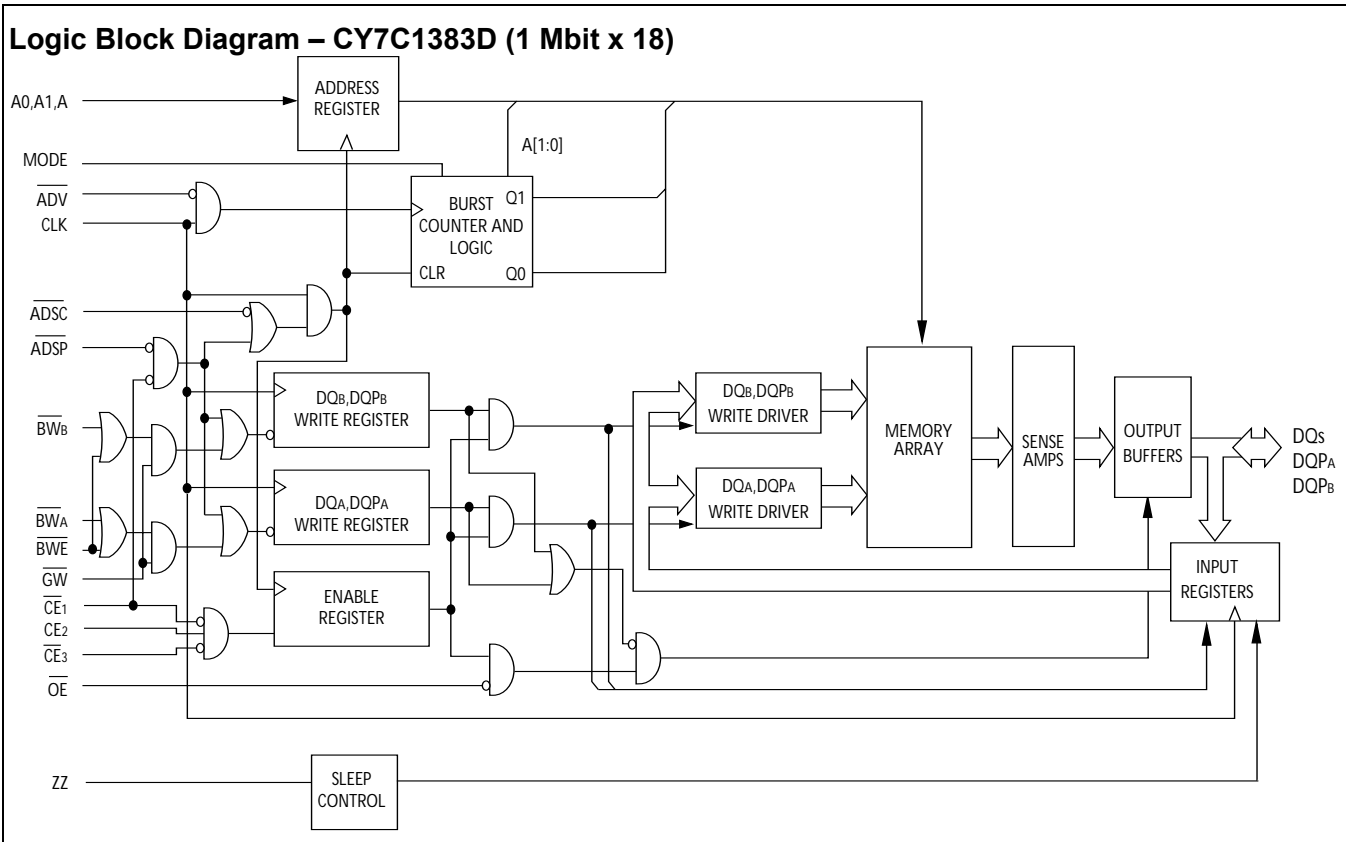 Logic Block Diagram – CY7C1383D (1 Mbit x 18)
A0,A1,A
ADDRESS
REGISTER
MODE
A[1:0]
ADV
CLK
BURST
COUNTER AND
LOGIC
Q1
CLR
Q0
ADSC
ADSP
DQB,DQPB
WRITE REGISTER
DQB,DQPB
WRITE DRIVER
MEMORY
ARRAY
SENSE
AMPS
OUTPUT
BUFFERS
DQs
DQPA
DQPB
BWB
DQA,DQPA
WRITE REGISTER
DQA,DQPA
WRITE DRIVER
BWA
BWE
GW
CE1
CE2
CE3
ENABLE
REGISTER
INPUT
REGISTERS
OE
ZZ
SLEEP
CONTROL